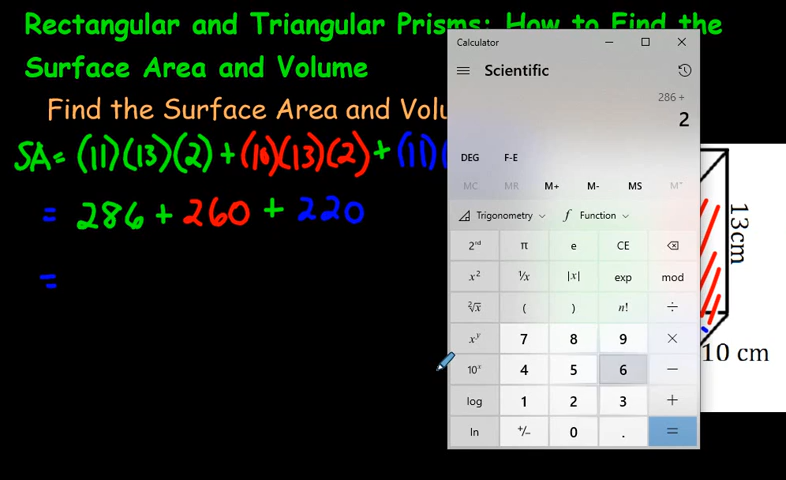 Rectangular and Triangular Prisms: How to Find the
Surface Area and Volume
Find the Surface Area and Volu
SA = (11)(13)(2) + (10)(13)(2) + (11)(
= 286 + 260 + 220
=
Calculator
Scientific
286 +
2
DEG F-E
MC MR M+ M- MS M˅
Trigonometry f Function
2ⁿᵈ π e CE
x² ¹/x |x| exp mod
²√x ( ) n! ÷
xʸ 7 8 9 ×
10ˣ 4 5 6 −
log 1 2 3 +
ln +/− 0 . =
13cm
10 cm